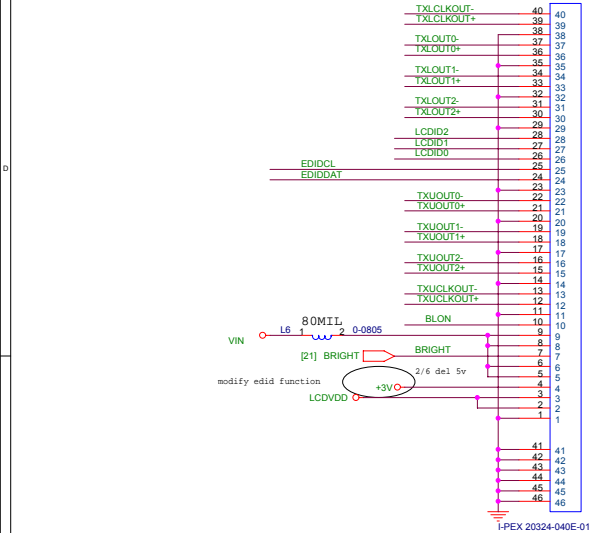 TXLCLKOUT- 40 40
TXLCLKOUT+ 39 39
38 38
TXLOUT0- 37 37
TXLOUT0+ 36 36
35 35
TXLOUT1- 34 34
TXLOUT1+ 33 33
32 32
TXLOUT2- 31 31
TXLOUT2+ 30 30
29 29
LCDID2 28 28
LCDID1 27 27
LCDID0 26 26
EDIDCL 25 25
EDIDDAT 24 24
D
23 23
TXUOUT0- 22 22
TXUOUT0+ 21 21
20 20
TXUOUT1- 19 19
TXUOUT1+ 18 18
17 17
TXUOUT2- 16 16
TXUOUT2+ 15 15
14 14
TXUCLKOUT- 13 13
TXUCLKOUT+ 12 12
11 11
BLON 10 10
80MIL
VIN L6 1 2 0-0805 9 9
8 8
[21] BRIGHT BRIGHT 7 7
6 6
2/6 del 5v 5 5
modify edid function +3V 4 4
LCDVDD 3 3
2 2
1 1
41 41
42 42
43 43
44 44
45 45
46 46
I-PEX 20324-040E-01